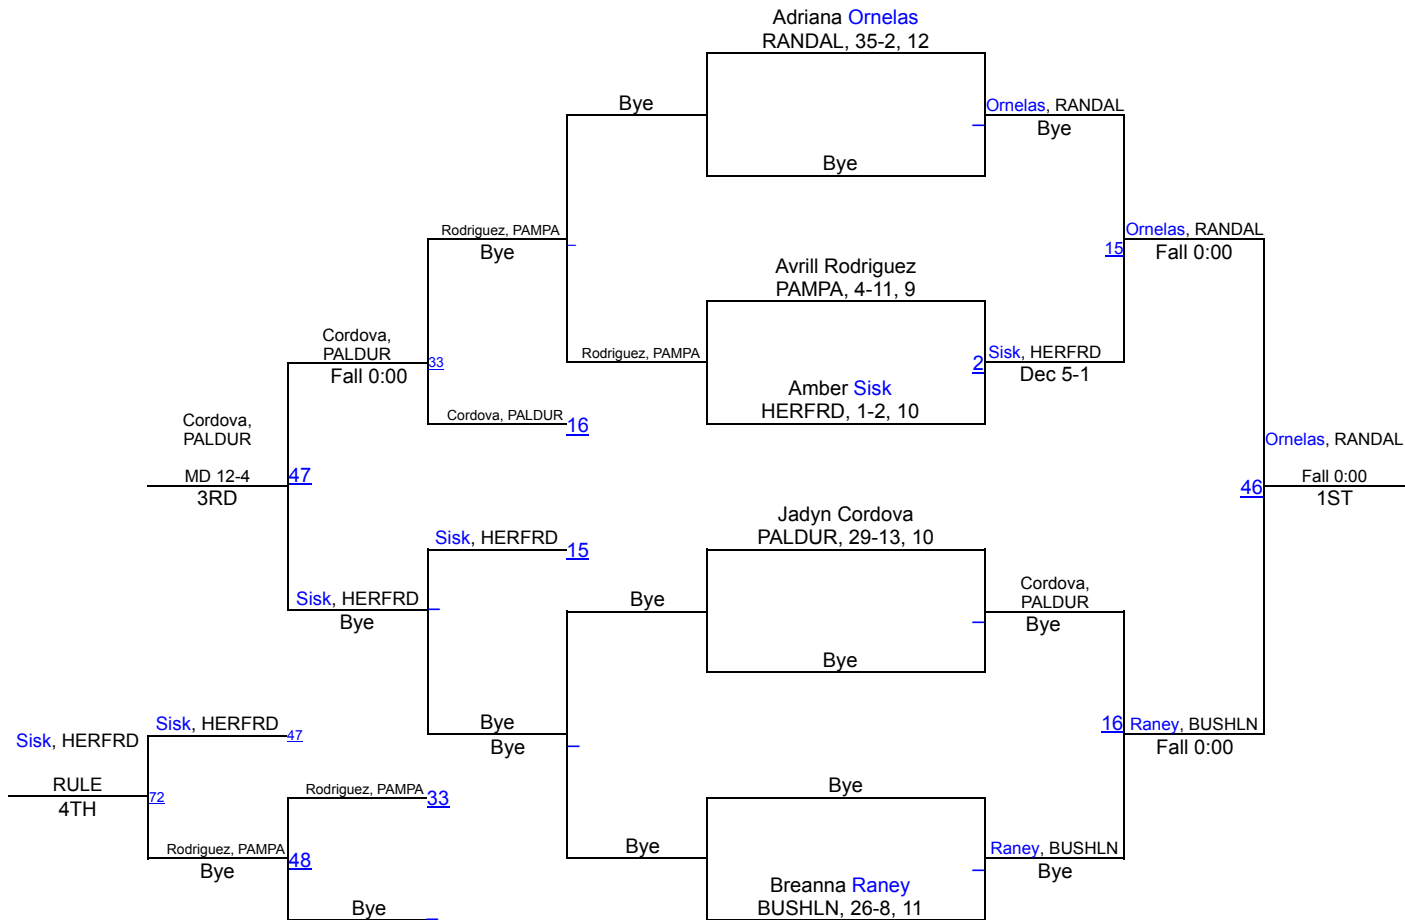 Adriana Ornelas
RANDAL, 35-2, 12
Bye
Ornelas, RANDAL
Bye
Bye
Rodriguez, PAMPA
Bye
Ornelas, RANDAL
15
Fall 0:00
Avrill Rodriguez
PAMPA, 4-11, 9
Cordova,
PALDUR
33
Fall 0:00
Rodriguez, PAMPA
2
Sisk, HERFRD
Dec 5-1
Amber Sisk
HERFRD, 1-2, 10
Cordova, PALDUR
16
Cordova,
PALDUR
Ornelas, RANDAL
MD 12-4
47
3RD
46
Fall 0:00
1ST
Jadyn Cordova
PALDUR, 29-13, 10
Sisk, HERFRD
15
Sisk, HERFRD
Bye
Bye
Cordova,
PALDUR
Bye
Bye
Bye
Bye
16
Raney, BUSHLN
Fall 0:00
Sisk, HERFRD
Sisk, HERFRD
47
RULE
72
4TH
Rodriguez, PAMPA
33
Bye
Rodriguez, PAMPA
48
Bye
Bye
Raney, BUSHLN
Bye
Breanna Raney
BUSHLN, 26-8, 11
Bye